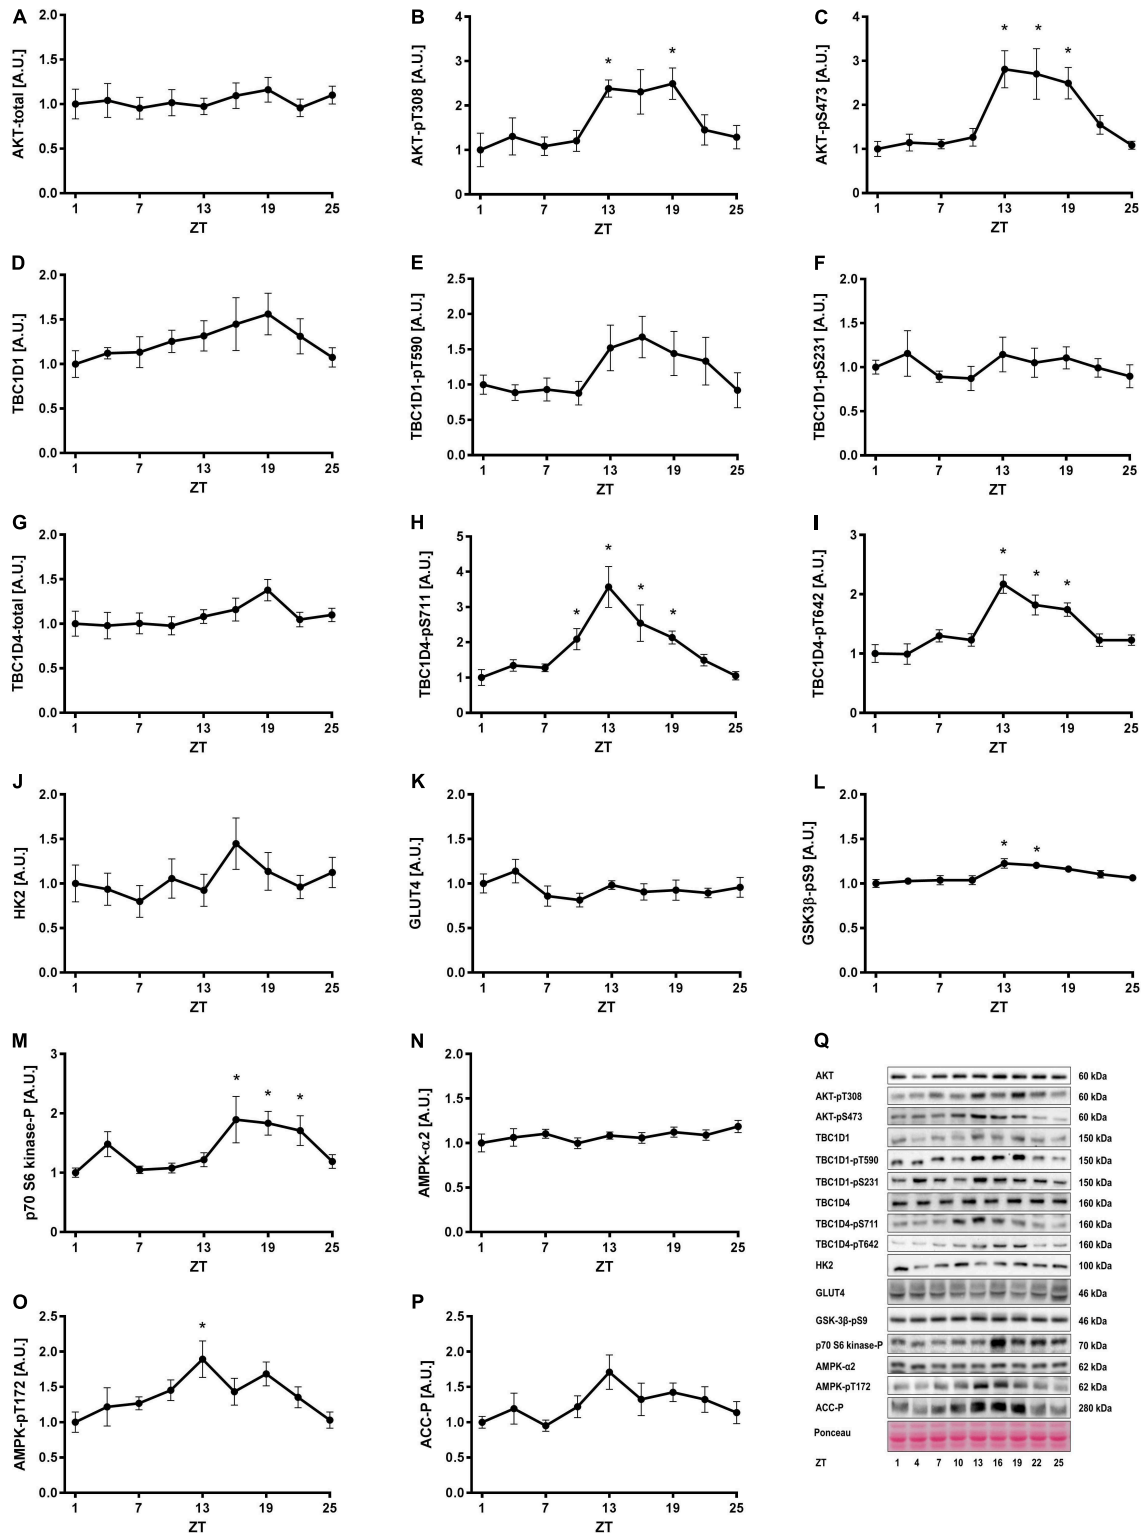 A
AKT-total [A.U.]
2.0
1.5
1.0
0.5
0.0
1 7 13 19 25
ZT
B
AKT-pT308 [A.U.]
4
3
2
1
0
* *
1 7 13 19 25
ZT
C
AKT-pS473 [A.U.]
4
3
2
1
0
* * *
1 7 13 19 25
ZT
D
TBC1D1 [A.U.]
2.0
1.5
1.0
0.5
0.0
1 7 13 19 25
ZT
E
TBC1D1-pT590 [A.U.]
2.5
2.0
1.5
1.0
0.5
0.0
1 7 13 19 25
ZT
F
TBC1D1-pS231 [A.U.]
2.0
1.5
1.0
0.5
0.0
1 7 13 19 25
ZT
G
TBC1D4-total [A.U.]
2.0
1.5
1.0
0.5
0.0
1 7 13 19 25
ZT
H
TBC1D4-pS711 [A.U.]
5
4
3
2
1
0
* * * *
1 7 13 19 25
ZT
I
TBC1D4-pT642 [A.U.]
3
2
1
0
* * *
1 7 13 19 25
ZT
J
HK2 [A.U.]
2.0
1.5
1.0
0.5
0.0
1 7 13 19 25
ZT
K
GLUT4 [A.U.]
2.0
1.5
1.0
0.5
0.0
1 7 13 19 25
ZT
L
GSK3β-pS9 [A.U.]
2.0
1.5
1.0
0.5
0.0
* *
1 7 13 19 25
ZT
M
p70 S6 kinase-P [A.U.]
3
2
1
0
* * *
1 7 13 19 25
ZT
N
AMPK-α2 [A.U.]
2.0
1.5
1.0
0.5
0.0
1 7 13 19 25
ZT
O
AMPK-pT172 [A.U.]
2.5
2.0
1.5
1.0
0.5
0.0
*
1 7 13 19 25
ZT
P
ACC-P [A.U.]
2.5
2.0
1.5
1.0
0.5
0.0
1 7 13 19 25
ZT
Q
AKT 60 kDa
AKT-pT308 60 kDa
AKT-pS473 60 kDa
TBC1D1 150 kDa
TBC1D1-pT590 150 kDa
TBC1D1-pS231 150 kDa
TBC1D4 160 kDa
TBC1D4-pS711 160 kDa
TBC1D4-pT642 160 kDa
HK2 100 kDa
GLUT4 46 kDa
GSK-3β-pS9 46 kDa
p70 S6 kinase-P 70 kDa
AMPK-α2 62 kDa
AMPK-pT172 62 kDa
ACC-P 280 kDa
Ponceau
ZT 1 4 7 10 13 16 19 22 25